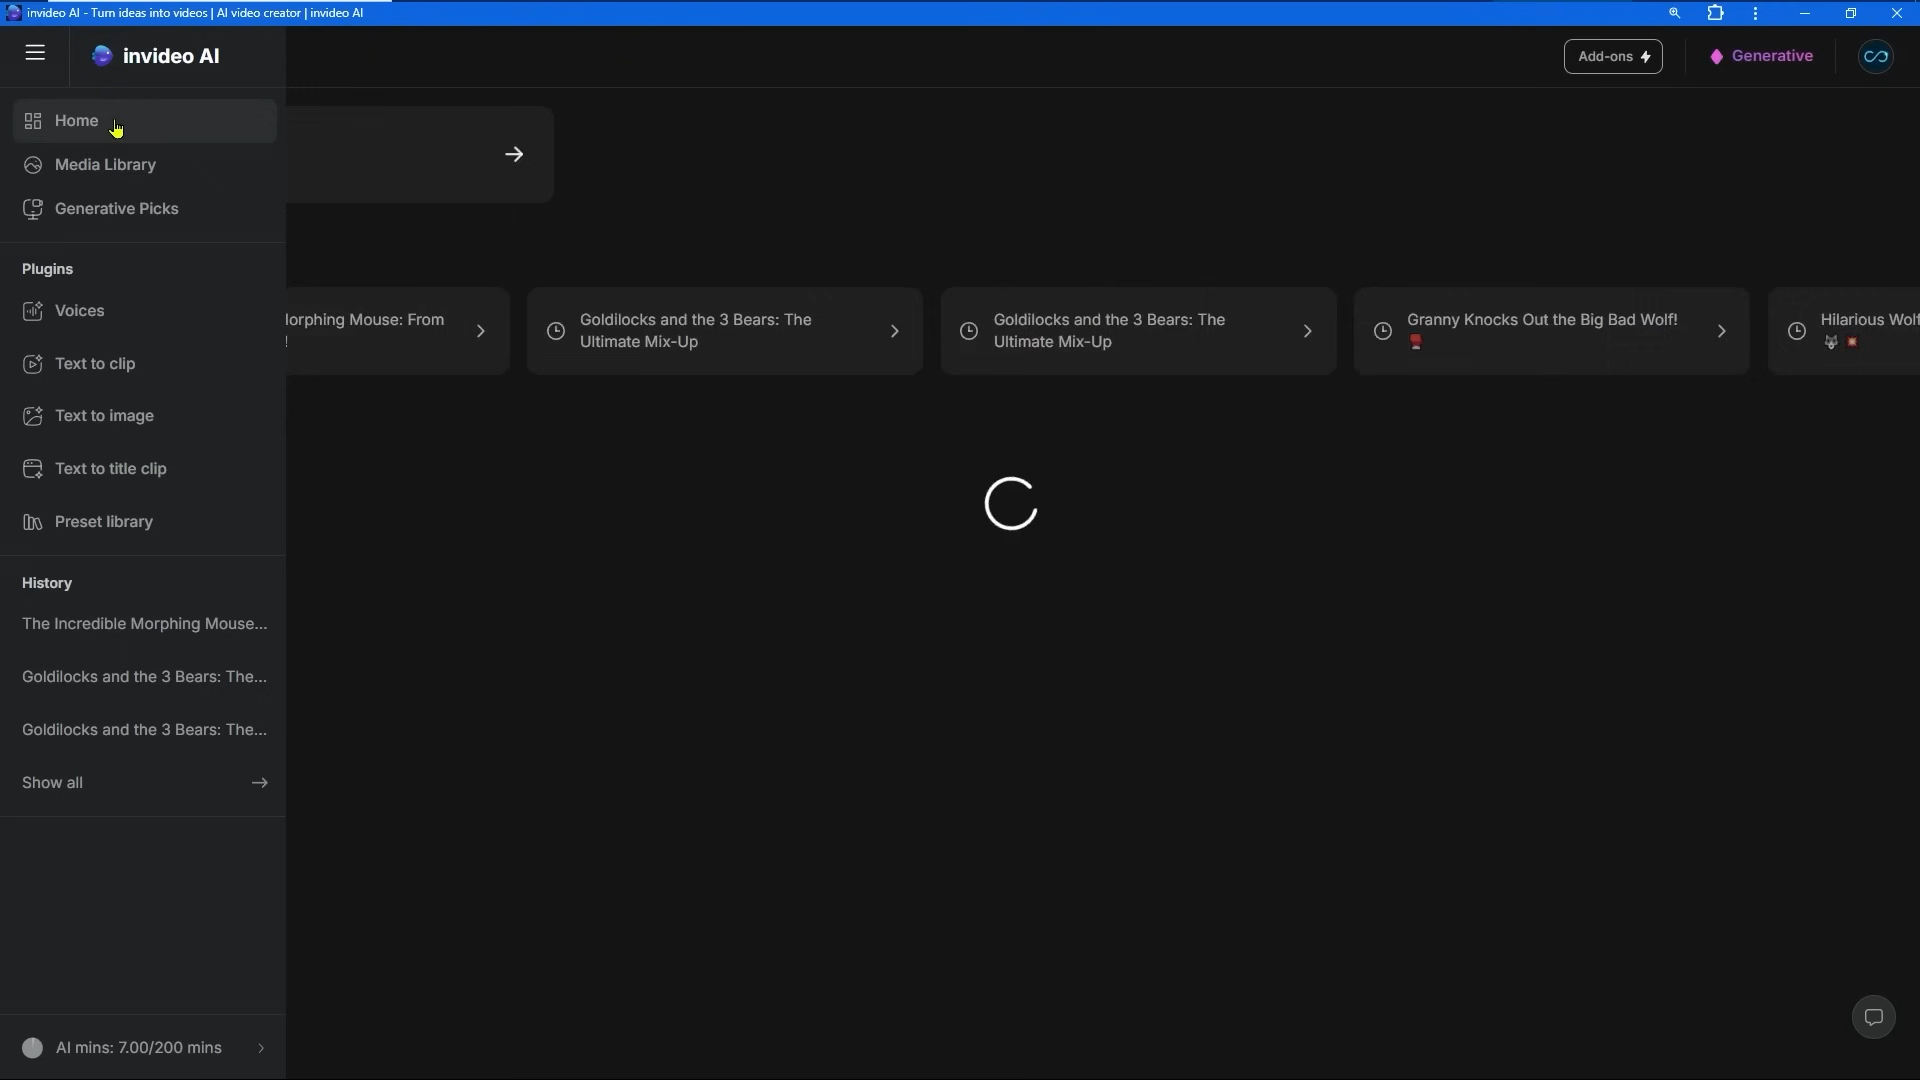 invideo AI - Turn ideas into videos | AI video creator | invideo AI
invideo AI
Add-ons
Generative
Home
Media Library
Generative Picks
Plugins
Voices
Text to clip
Text to image
Text to title clip
Preset library
History
The Incredible Morphing Mouse...
Goldilocks and the 3 Bears: The...
Goldilocks and the 3 Bears: The...
Show all
AI mins: 7.00/200 mins
orphing Mouse: From
!
Goldilocks and the 3 Bears: The
Ultimate Mix-Up
Goldilocks and the 3 Bears: The
Ultimate Mix-Up
Granny Knocks Out the Big Bad Wolf!
Hilarious Wolf